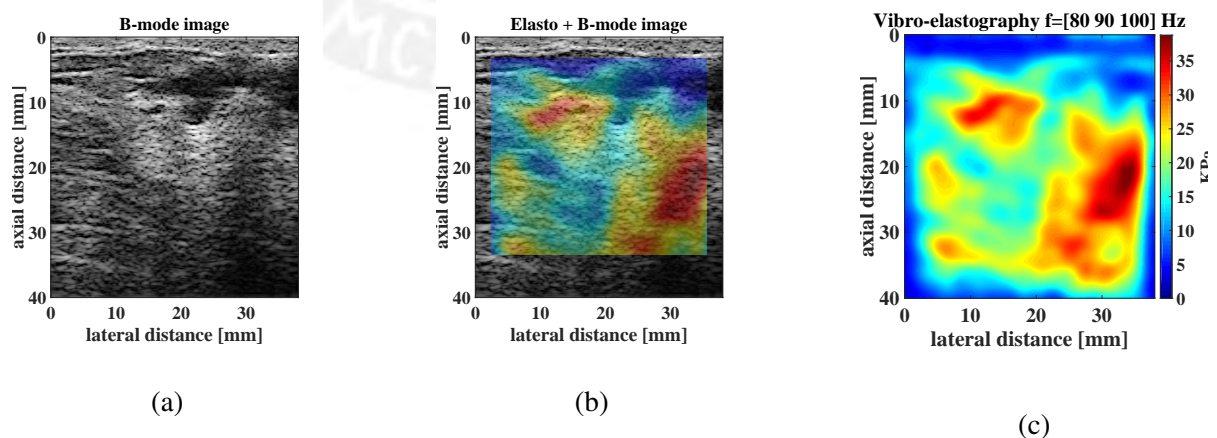 B-mode image
0
10
20
30
40
axial distance [mm]
0 10 20 30
lateral distance [mm]
(a)
MC
Elasto + B-mode image
0
10
20
30
40
axial distance [mm]
0 10 20 30
lateral distance [mm]
(b)
Vibro-elastography f=[80 90 100] Hz
0
10
20
30
40
axial distance [mm]
0 10 20 30
lateral distance [mm]
35
30
25
20
15
10
5
0
KPa
(c)